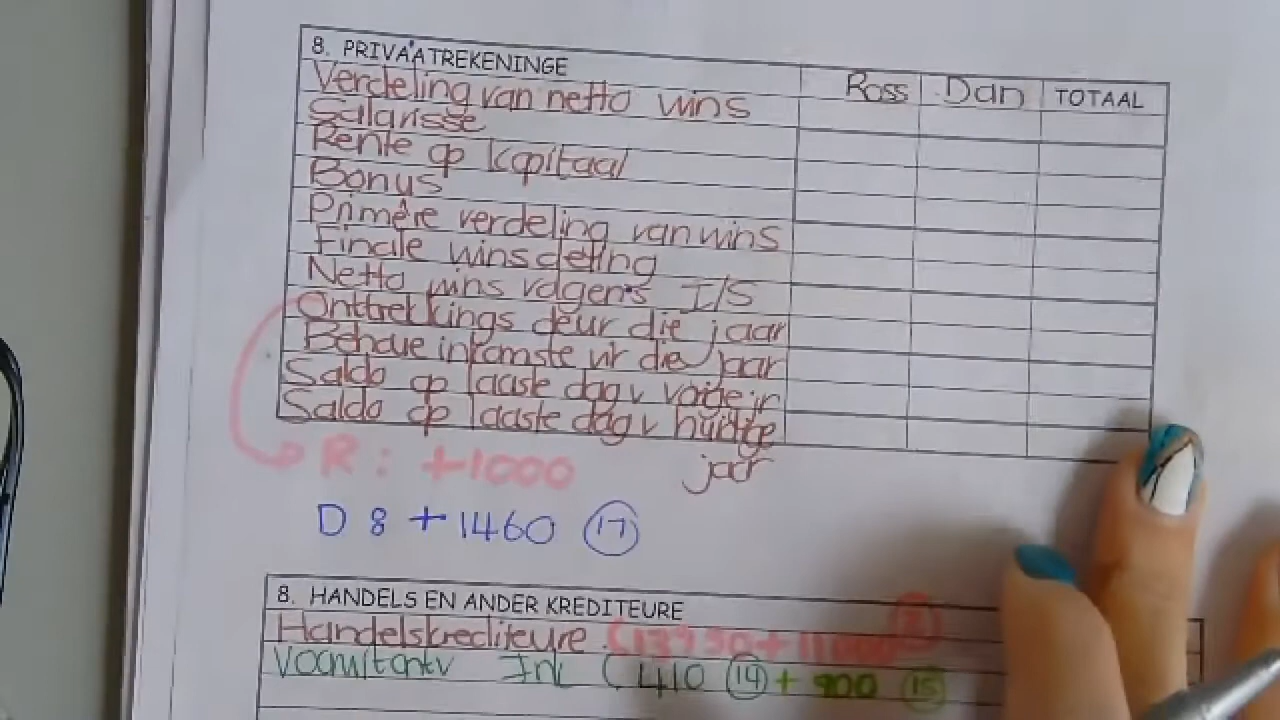 8. PRIVAATREKENINGE Ross Dan TOTAAL
Verdeling van netto wins
Salarisse
Rente op kapitaal
Bonus
Primêre verdeling van wins
Finale winsdeling
Netto wins volgens I/S
Onttrekkings deur die jaar
Behoue inkomste vir die jaar
Saldo op laaste dag v vorige jr
Saldo op laaste dag v huidige
jaar
R: +1000
D 8 +1460 (17)
8. HANDELS EN ANDER KREDITEURE
Handelskrediteure (
Ink (410 (14) + 900 (15)